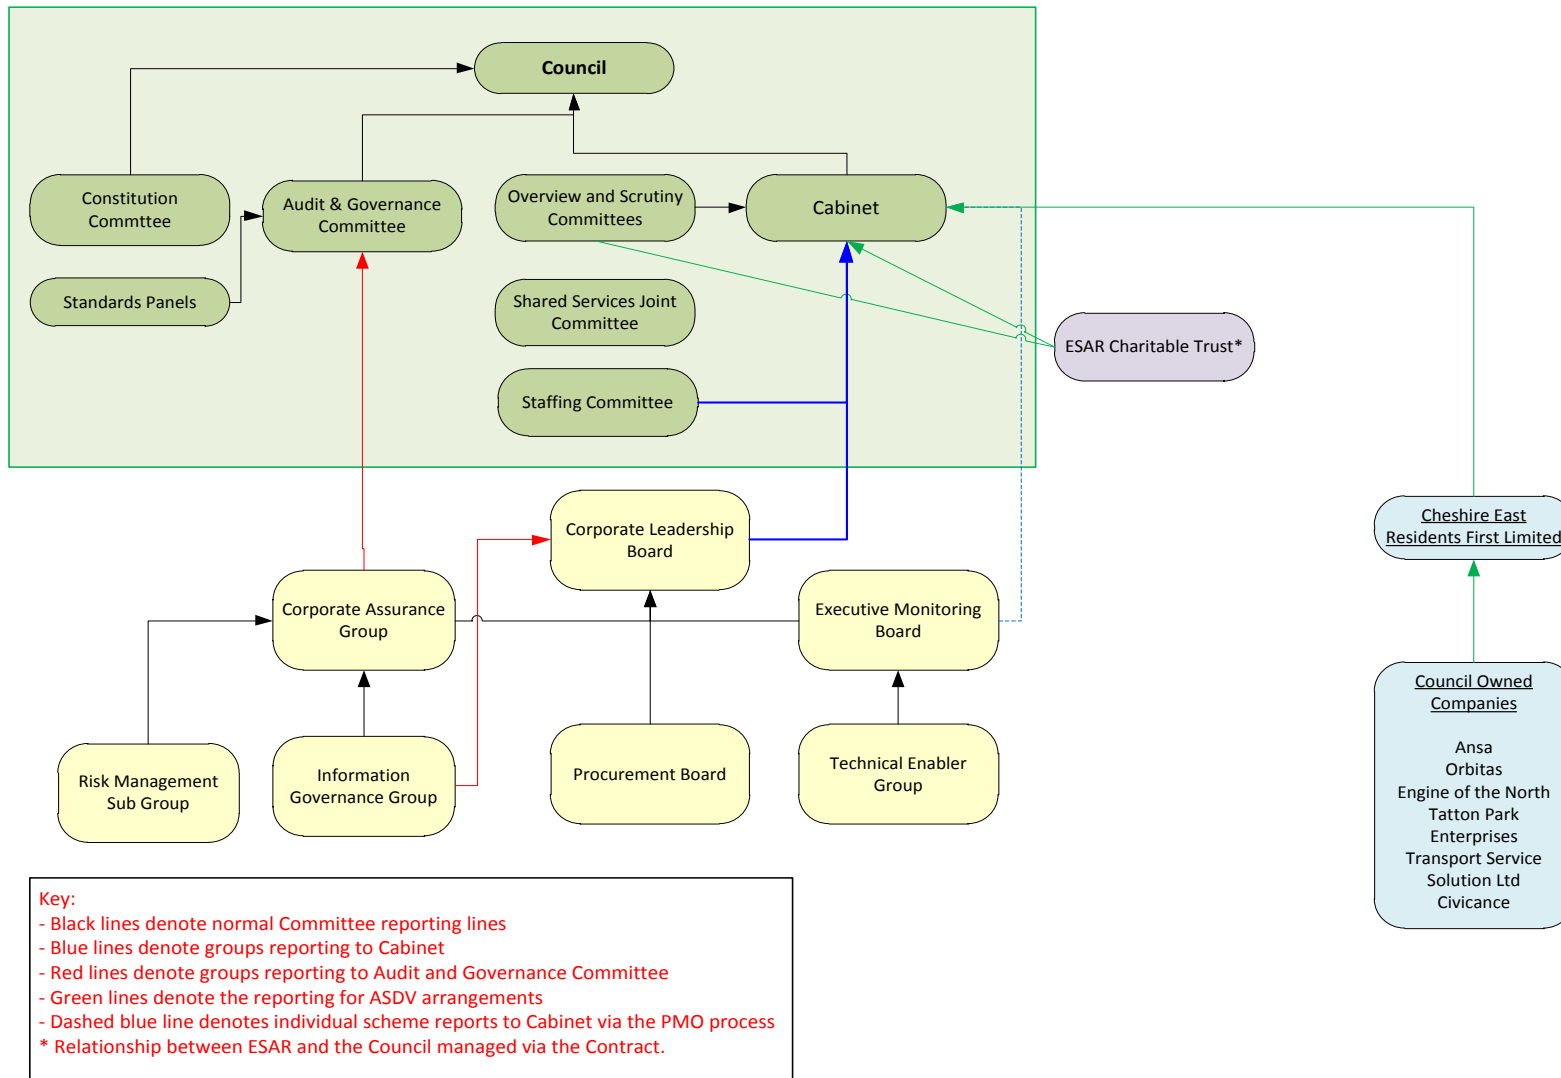 Council
Constitution
Commttee
Audit & Governance
Committee
Overview and Scrutiny
Committees
Cabinet
Standards Panels
Shared Services Joint
Committee
ESAR Charitable Trust*
Staffing Committee
Corporate Leadership
Board
Cheshire East
Residents First Limited
Corporate Assurance
Group
Executive Monitoring
Board
Risk Management
Sub Group
Information
Governance Group
Procurement Board
Technical Enabler
Group
Council Owned
Companies
Ansa
Orbitas
Engine of the North
Tatton Park
Enterprises
Transport Service
Solution Ltd
Civicance
Key:
- Black lines denote normal Committee reporting lines
- Blue lines denote groups reporting to Cabinet
- Red lines denote groups reporting to Audit and Governance Committee
- Green lines denote the reporting for ASDV arrangements
- Dashed blue line denotes individual scheme reports to Cabinet via the PMO process
* Relationship between ESAR and the Council managed via the Contract.